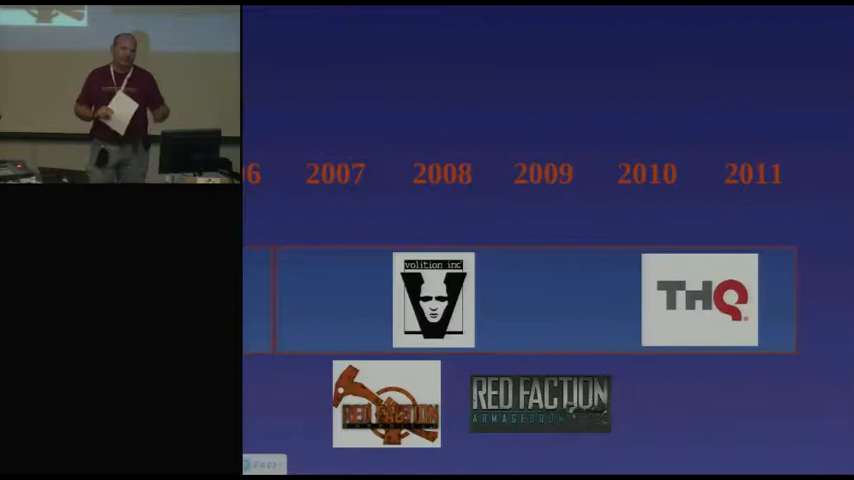 2007 2008 2009 2010 2011
volition inc
THQ
RED FACTION
RED FACTION
ARMAGEDDON